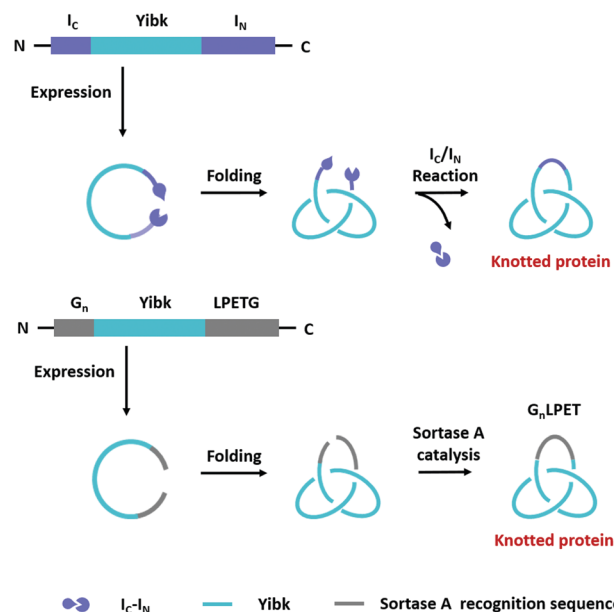 I_C Yibk I_N
N C
Expression
Folding
I_C/I_N
Reaction
Knotted protein
G_n Yibk LPETG
N C
Expression
G_nLPET
Folding
Sortase A
catalysis
Knotted protein
I_C-I_N Yibk Sortase A recognition sequence